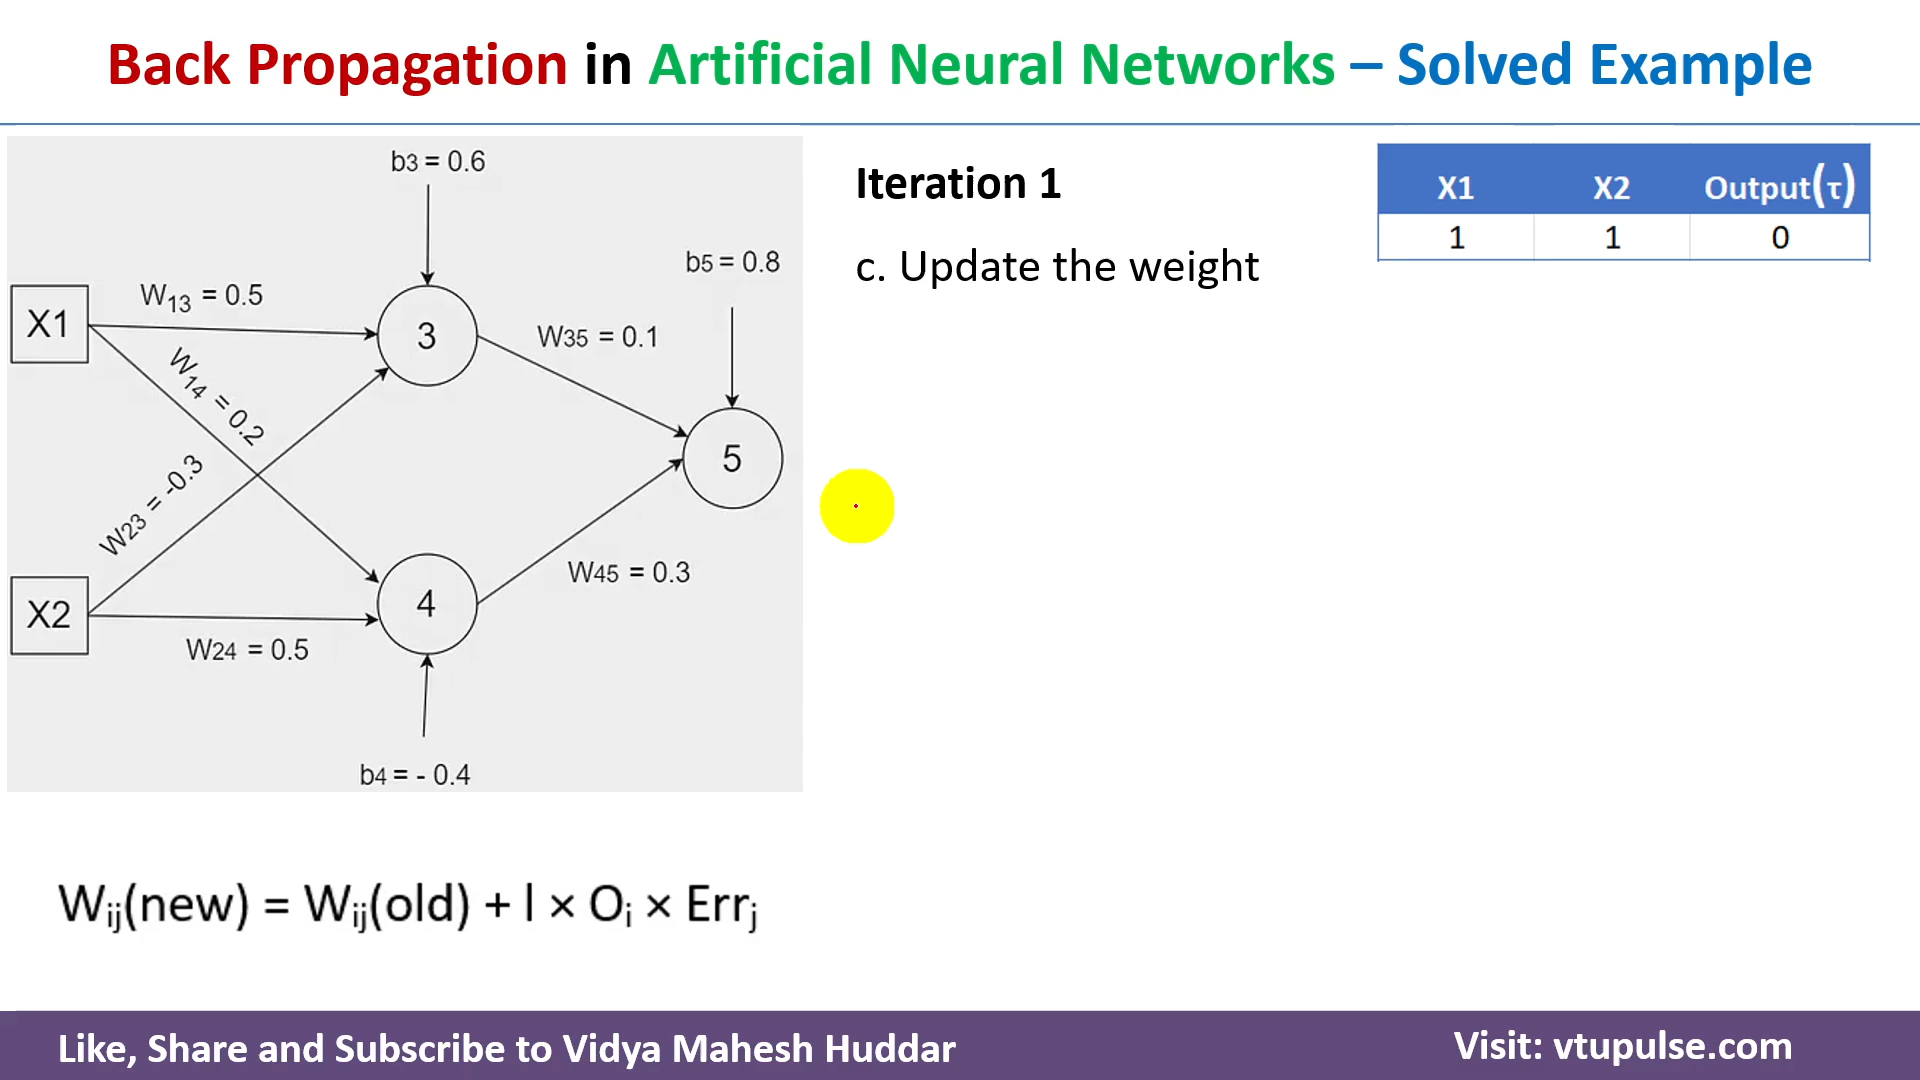 Back Propagation in Artificial Neural Networks – Solved Example
b3 = 0.6
b5 = 0.8
W13 = 0.5
X1
3
W35 = 0.1
W14 = 0.2
W23 = -0.3
5
X2
4
W45 = 0.3
W24 = 0.5
b4 = - 0.4
Iteration 1
c. Update the weight
X1 X2 Output(τ)
1 1 0
Wij(new) = Wij(old) + l × Oi × Errj
Like, Share and Subscribe to Vidya Mahesh Huddar
Visit: vtupulse.com